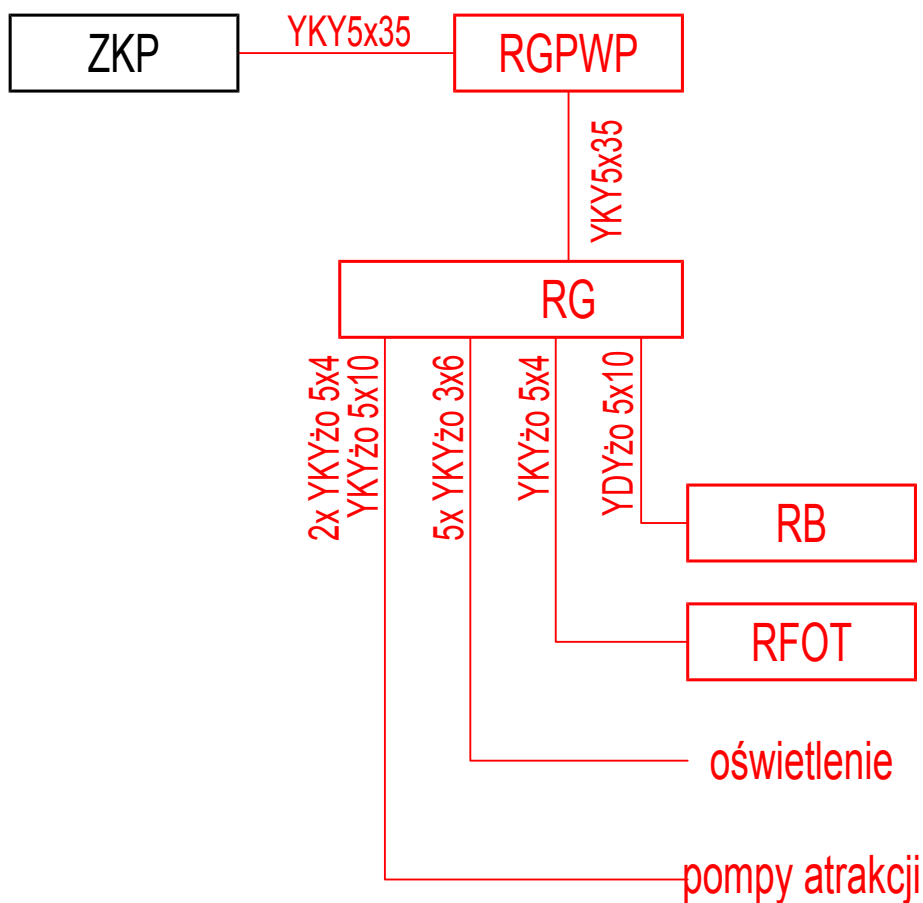 ZKP
YKY5x35
RGPWP
YKY5x35
RG
2x YKYżo 5x4
YKYżo 5x10
5x YKYżo 3x6
YKYżo 5x4
YDYżo 5x10
RB
RFOT
oświetlenie
pompy atrakcji